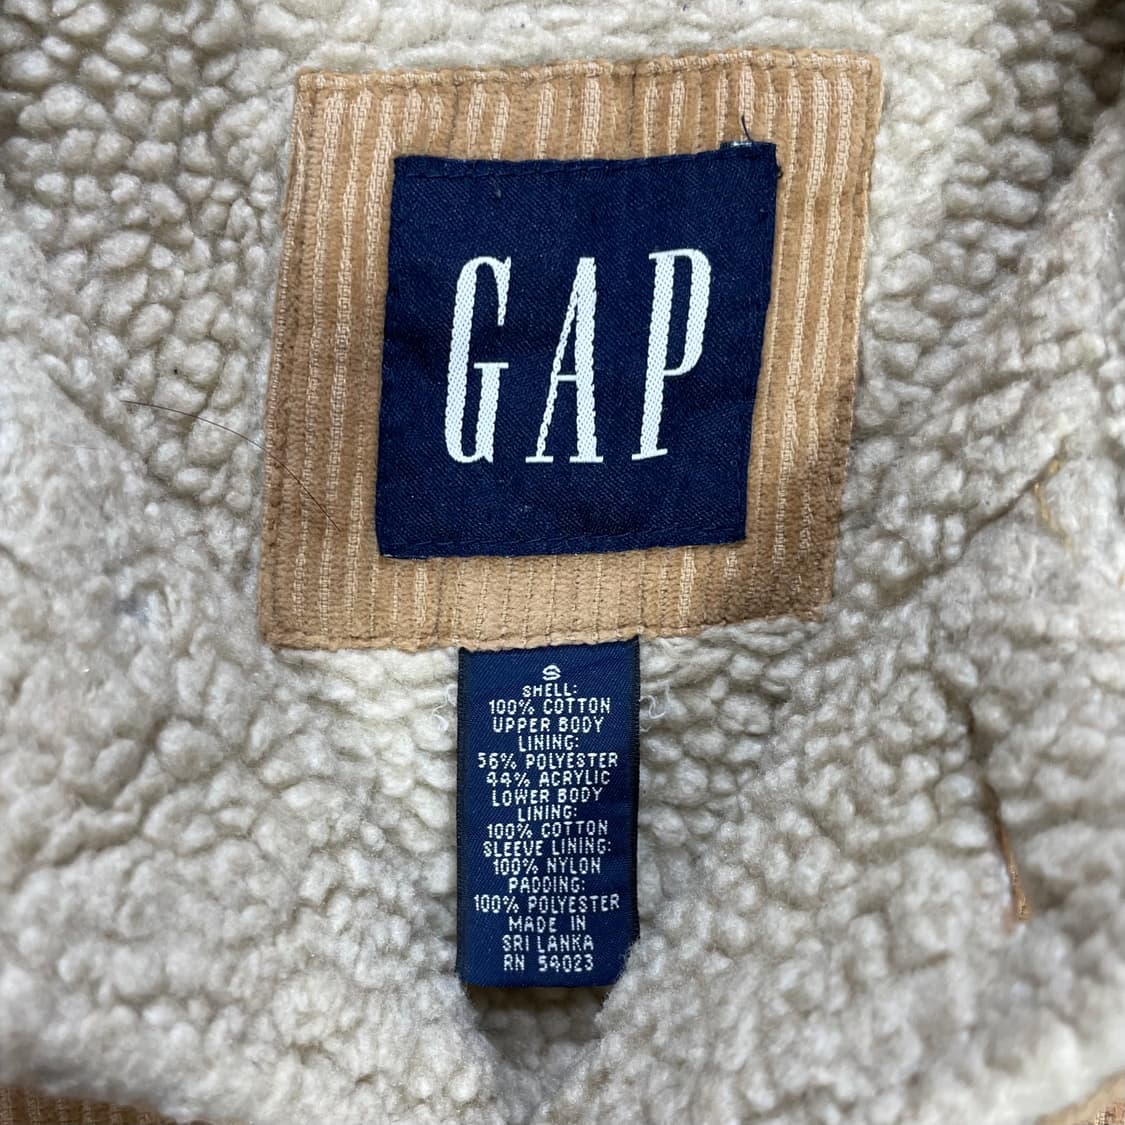 GAP
S
SHELL:
100% COTTON
UPPER BODY
LINING:
56% POLYESTER
44% ACRYLIC
LOWER BODY
LINING:
100% COTTON
SLEEVE LINING:
100% NYLON
PADDING:
100% POLYESTER
MADE IN
SRI LANKA
RN 54023